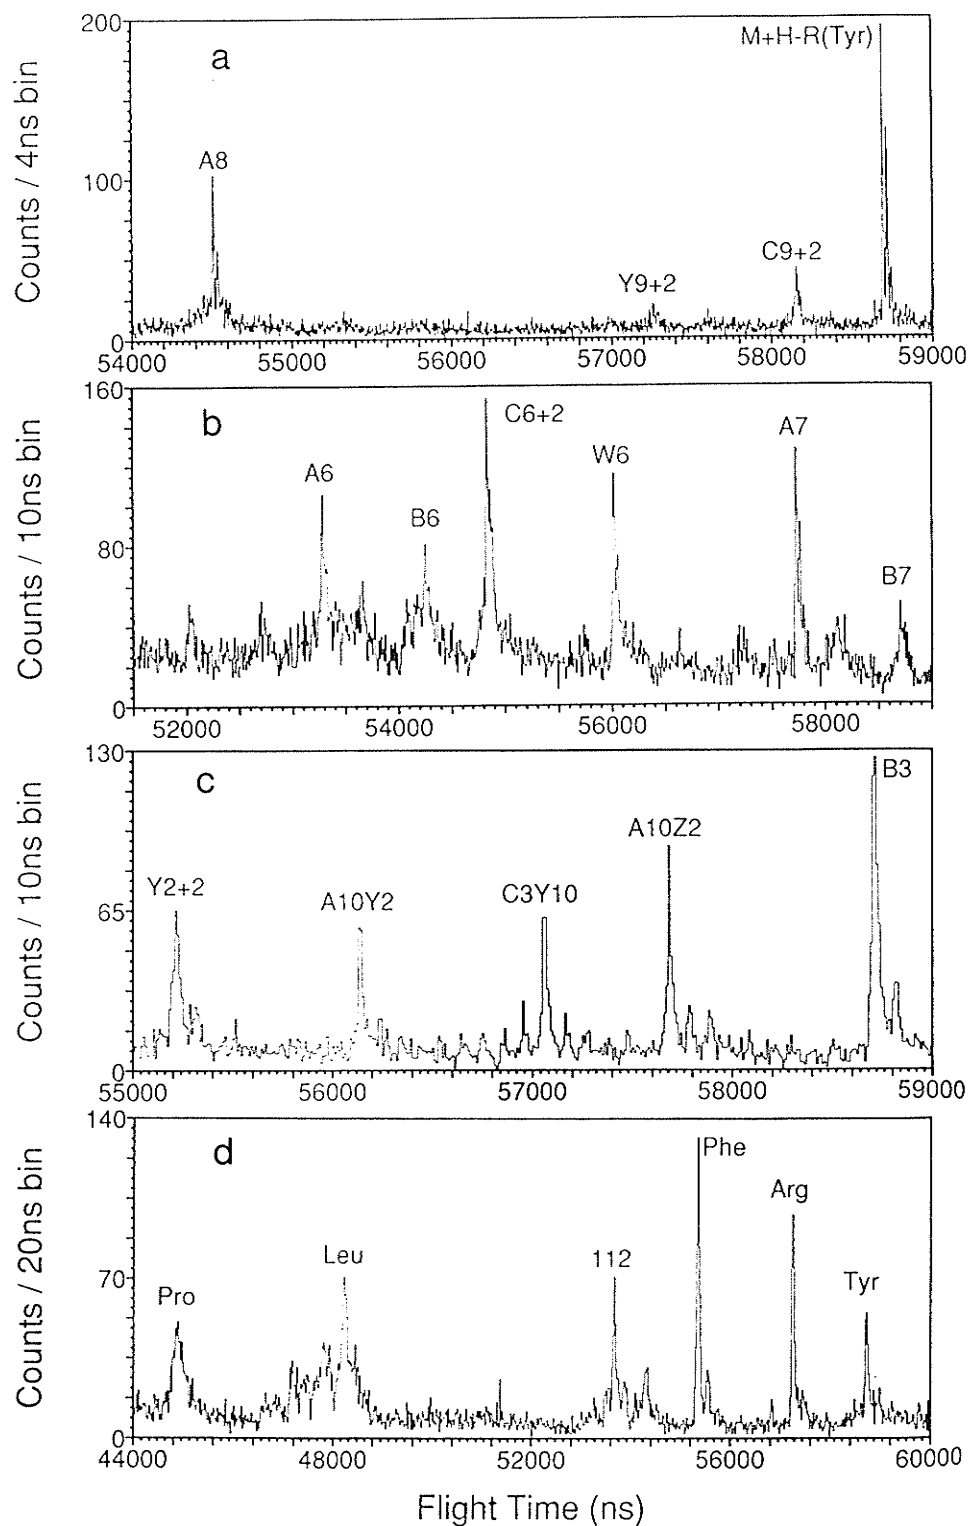 a
M+H-R(Tyr)
A8
Y9+2
C9+2
Counts / 4ns bin
200
100
0
54000 55000 56000 57000 58000 59000
b
A6
B6
C6+2
W6
A7
B7
Counts / 10ns bin
160
80
0
52000 54000 56000 58000
c
Y2+2
A10Y2
C3Y10
A10Z2
B3
Counts / 10ns bin
130
65
0
55000 56000 57000 58000 59000
d
Pro
Leu
112
Phe
Arg
Tyr
Counts / 20ns bin
140
70
0
44000 48000 52000 56000 60000
Flight Time (ns)